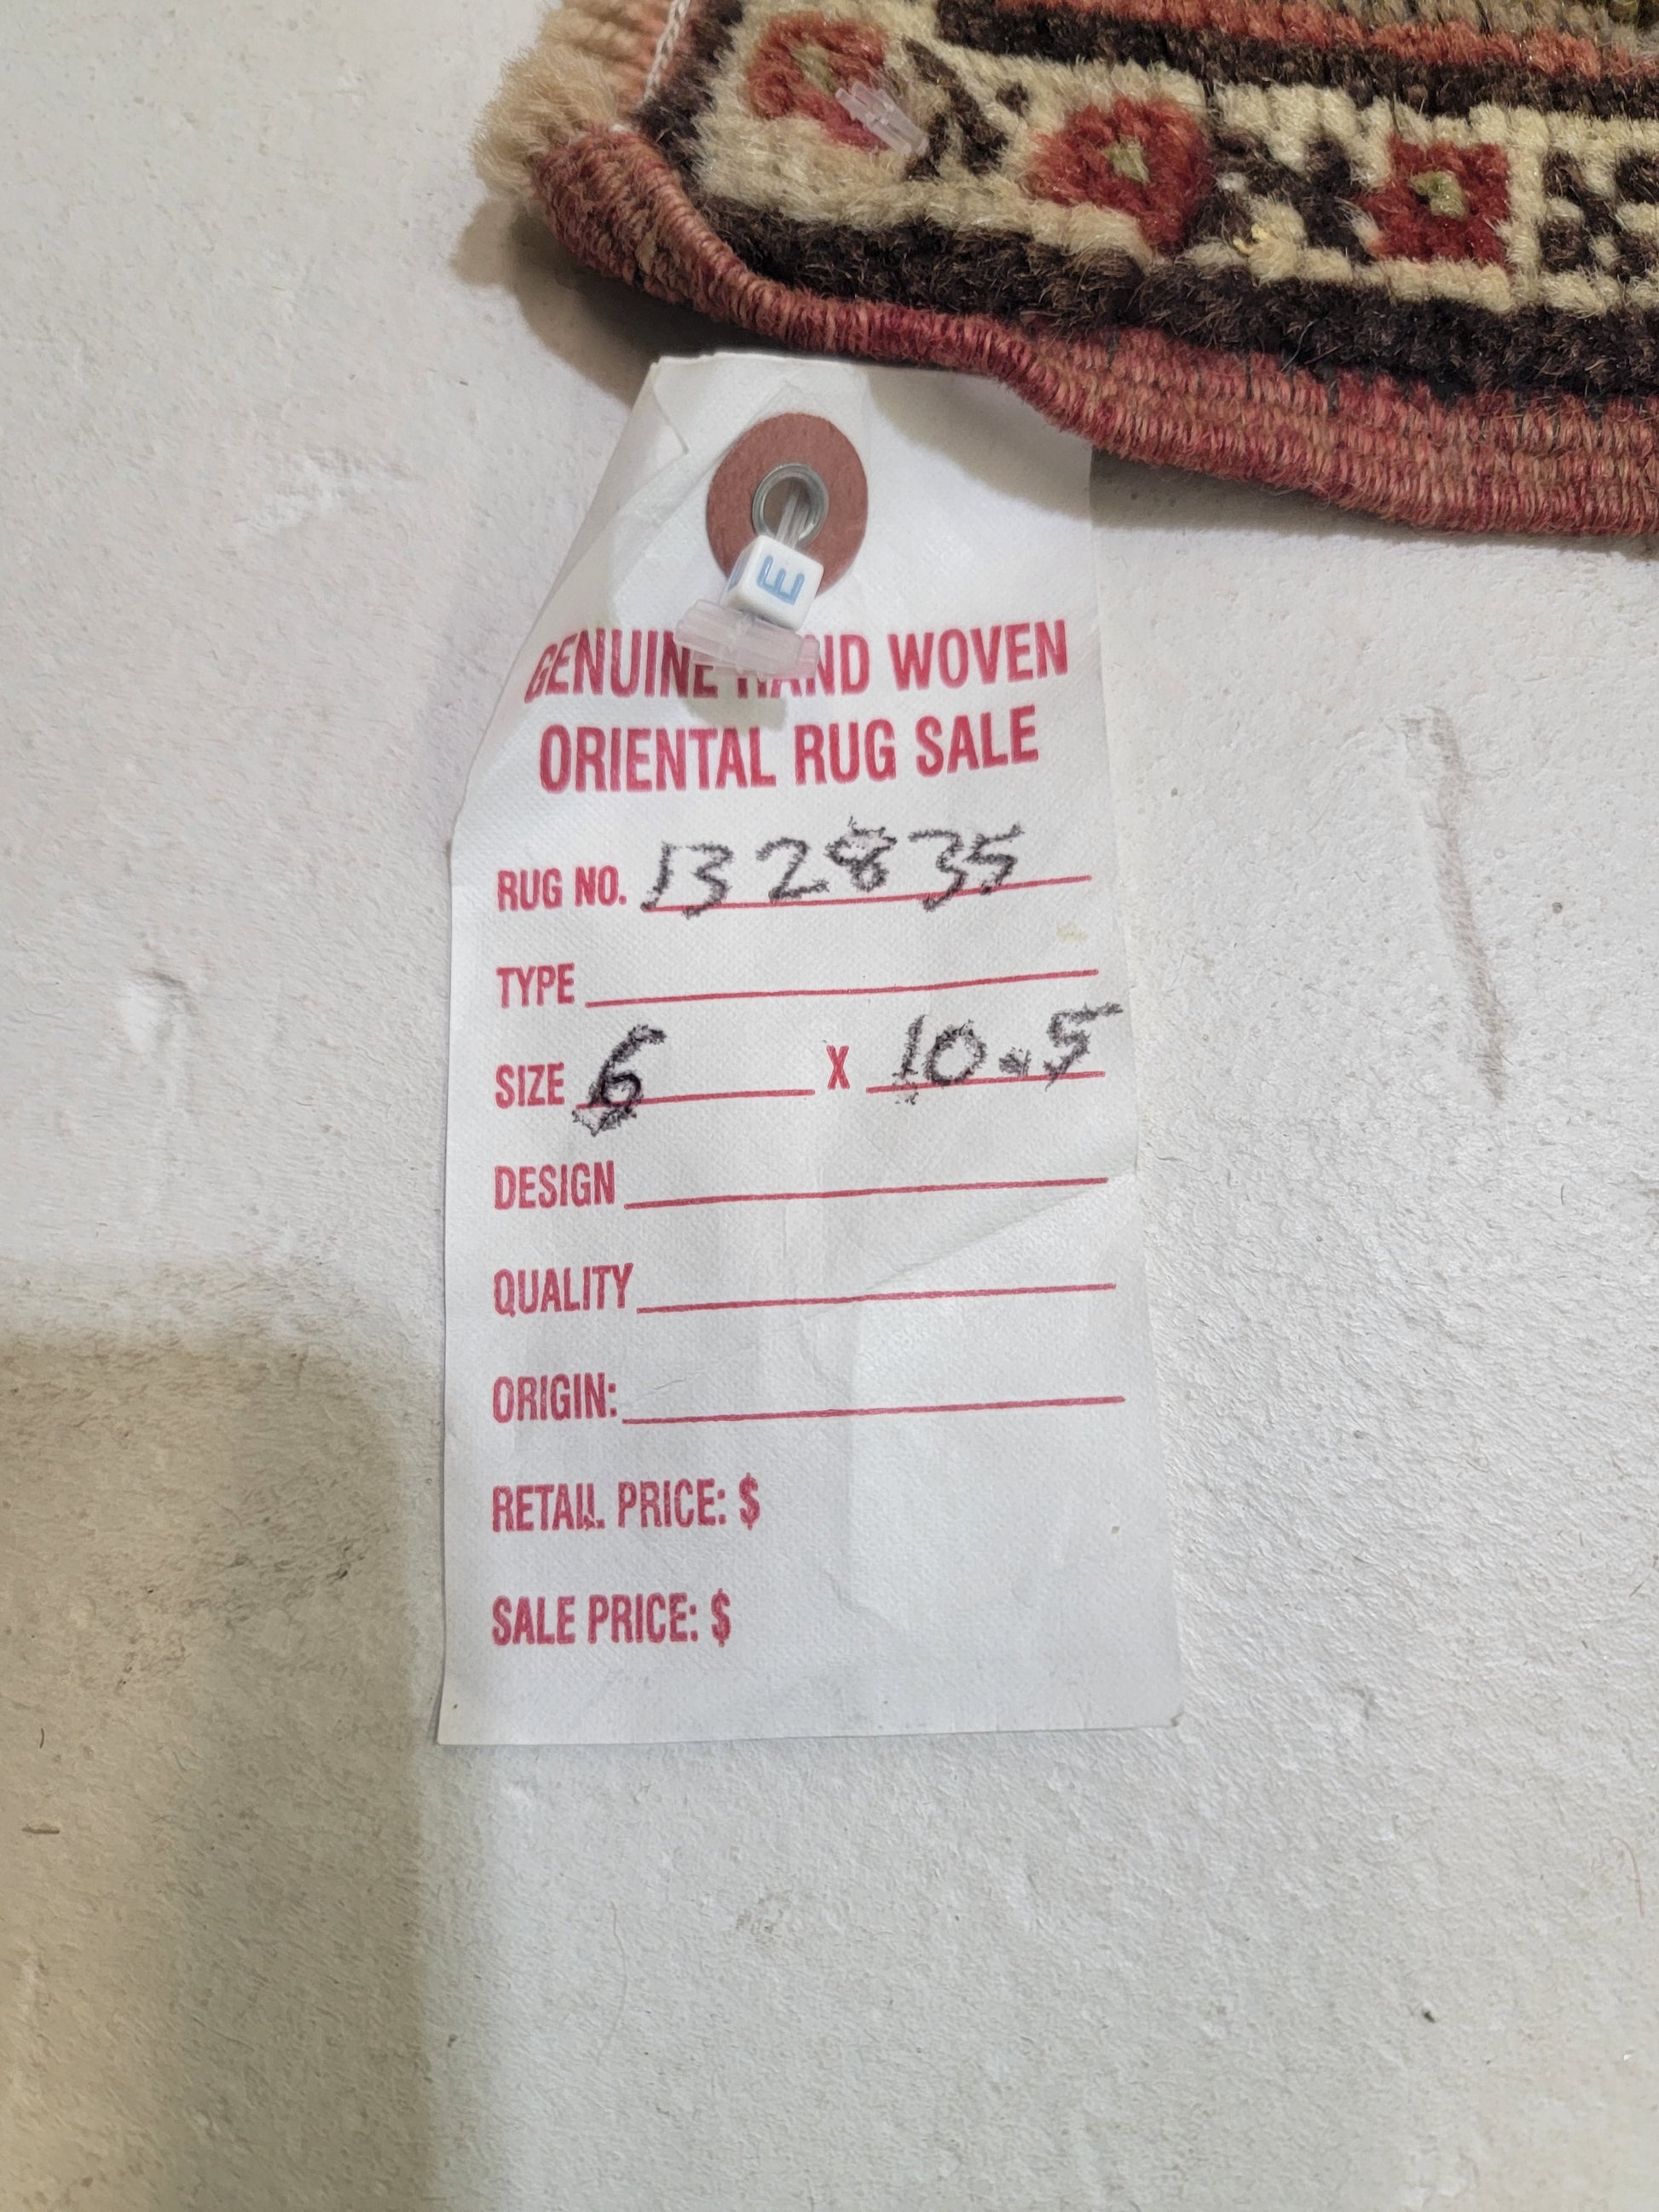 E
GENUINE HAND WOVEN
ORIENTAL RUG SALE
RUG NO. 132835
TYPE
SIZE 6 X 10.5
DESIGN
QUALITY
ORIGIN:
RETAIL PRICE: $
SALE PRICE: $